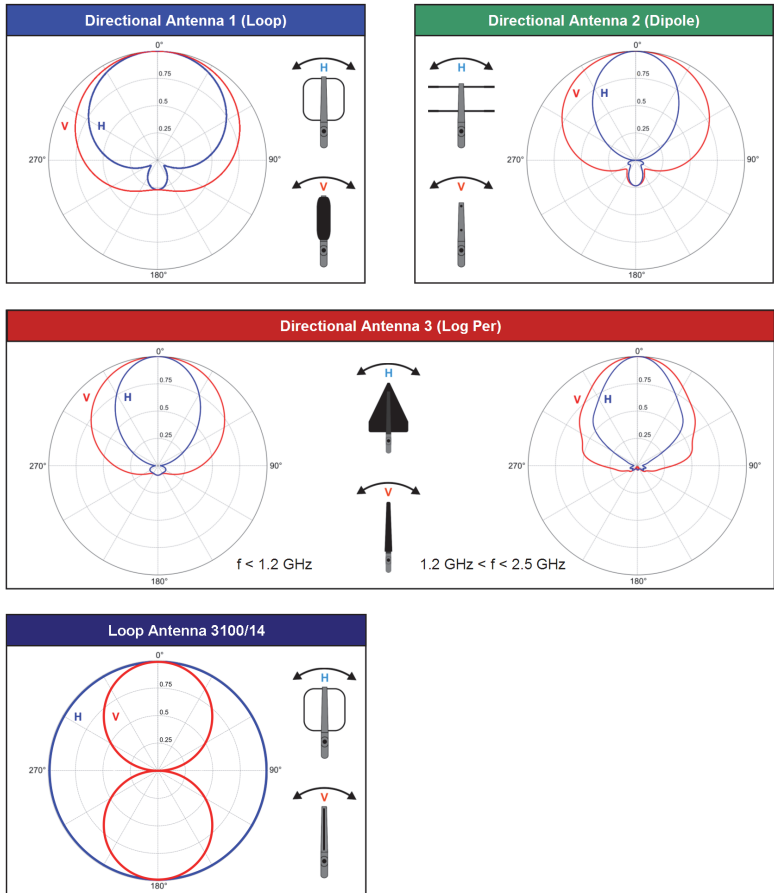 Directional Antenna 1 (Loop)
0°
0.75
0.5
0.25
V
H
270°
90°
180°
H
V
Directional Antenna 2 (Dipole)
H
V
0°
0.75
0.5
0.25
V
H
270°
90°
180°
Directional Antenna 3 (Log Per)
0°
0.75
0.5
0.25
V
H
270°
90°
180°
f < 1.2 GHz
H
V
0°
0.75
0.5
0.25
V
H
270°
90°
180°
1.2 GHz < f < 2.5 GHz
Loop Antenna 3100/14
0°
0.75
0.5
0.25
H
V
270°
90°
180°
H
V